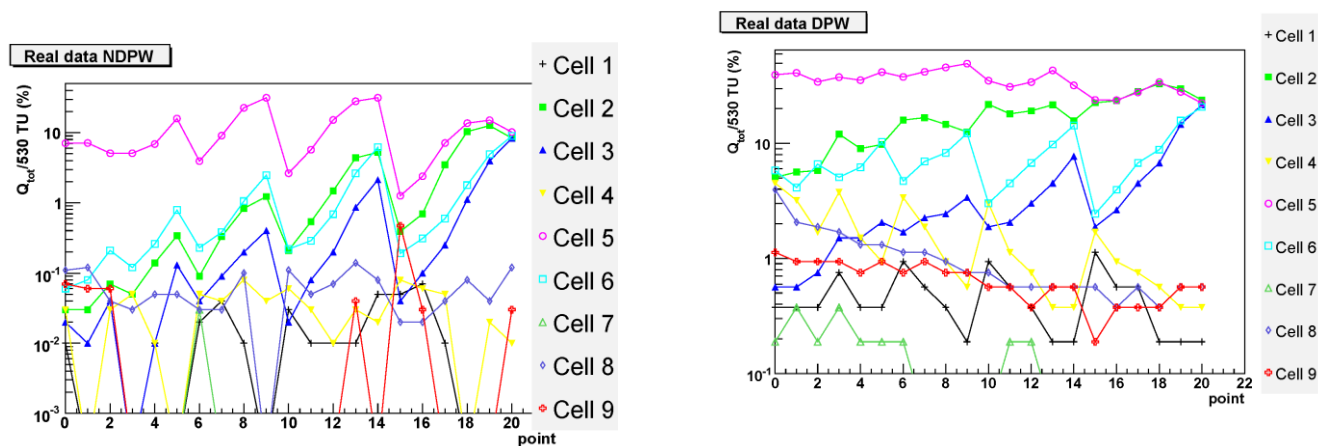 Real data NDPW
Q_tot/530 TU (%)
10
1
10^-1
10^-2
10^-3
0 2 4 6 8 10 12 14 16 18 20
point
+ Cell 1
Cell 2
Cell 3
Cell 4
Cell 5
Cell 6
Cell 7
Cell 8
Cell 9
Real data DPW
Q_tot/530 TU (%)
10
1
10^-1
0 2 4 6 8 10 12 14 16 18 20 22
point
+ Cell 1
Cell 2
Cell 3
Cell 4
Cell 5
Cell 6
Cell 7
Cell 8
Cell 9